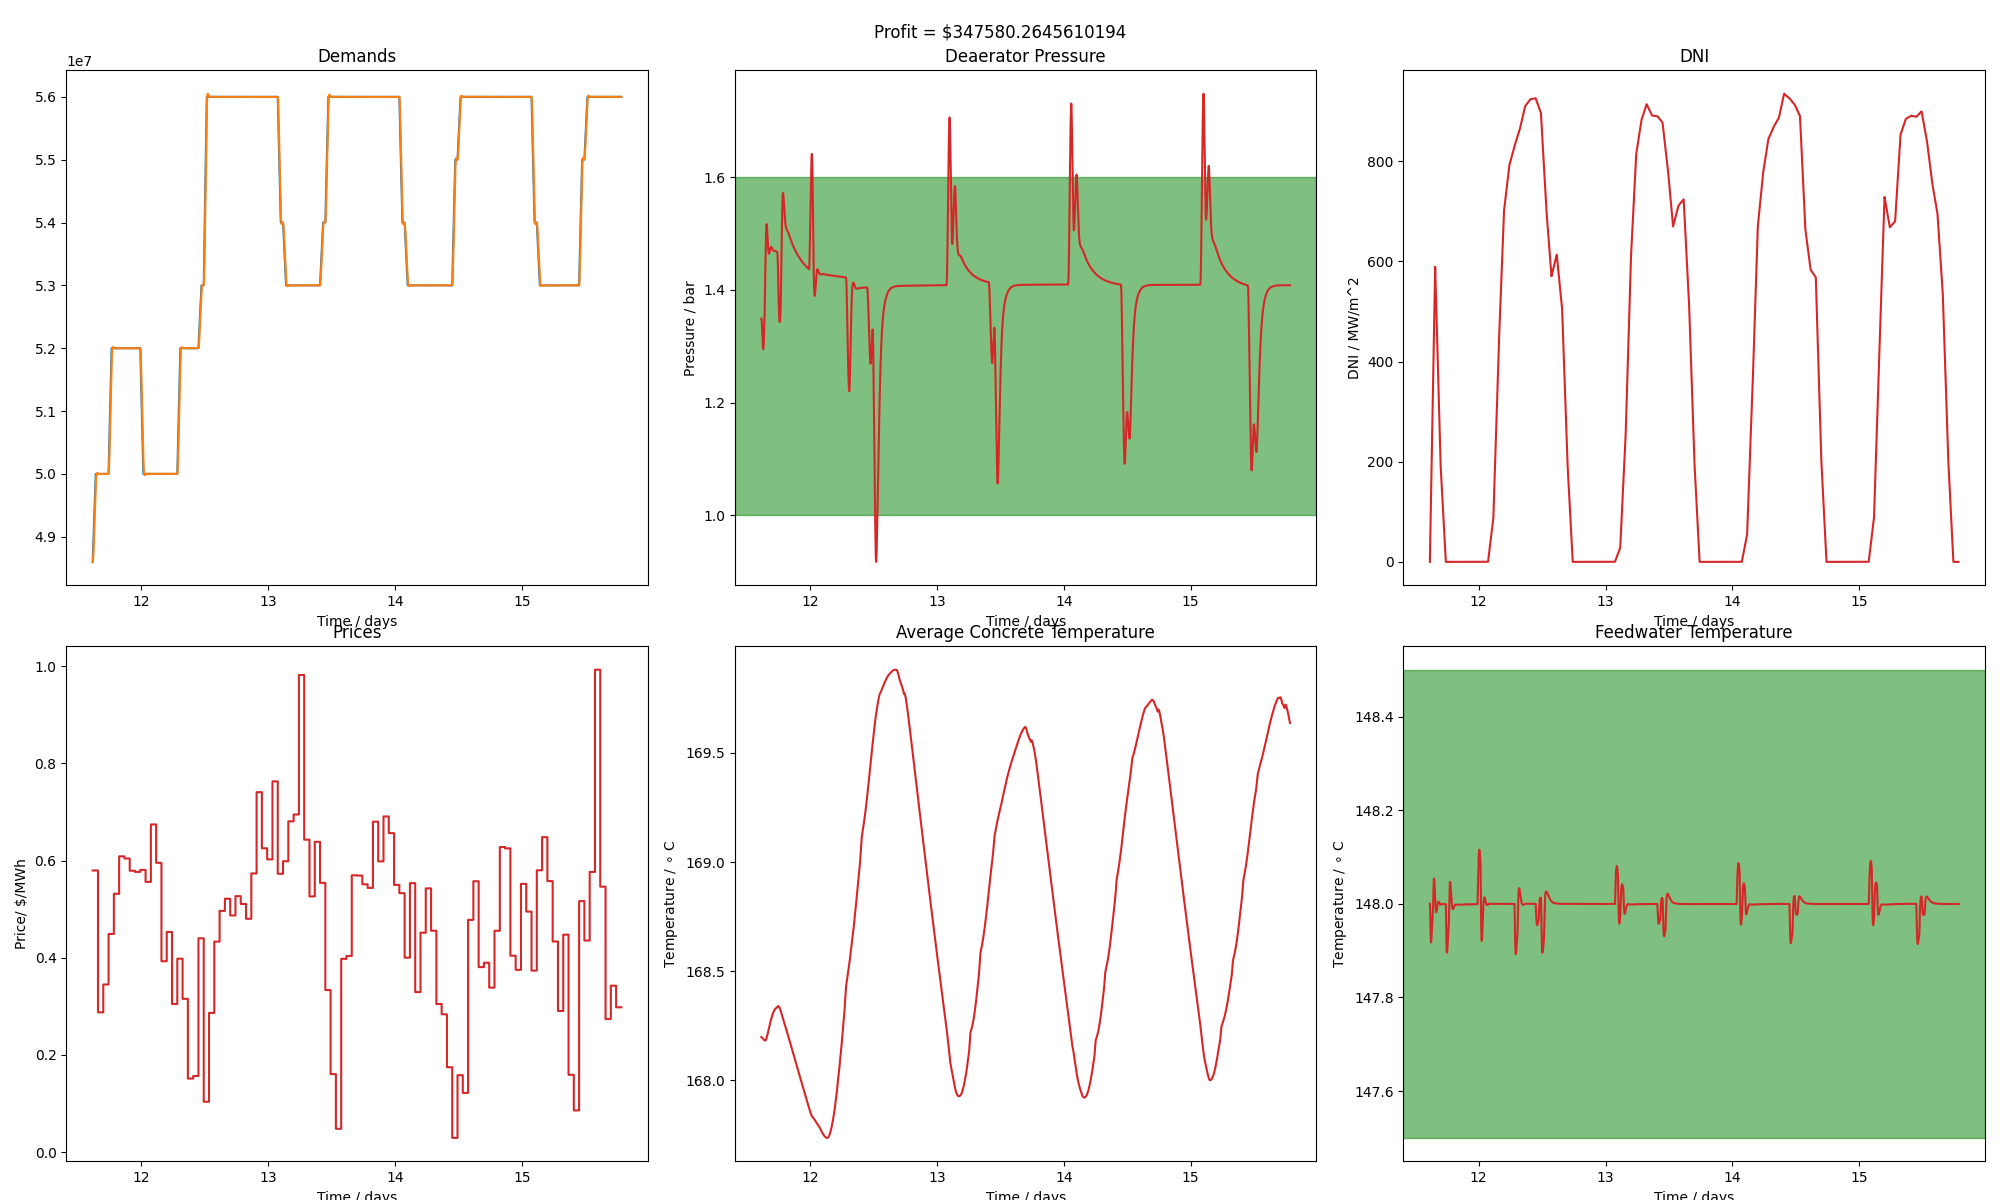 Profit = $347580.2645610194
Demands
1e7
5.6
5.5
5.4
5.3
5.2
5.1
5.0
4.9
12 13 14 15
Time / days
Deaerator Pressure
Pressure / bar
1.6
1.4
1.2
1.0
12 13 14 15
Time / days
DNI
DNI / MW/m^2
800
600
400
200
0
12 13 14 15
Time / days
Prices
Price/ $/MWh
1.0
0.8
0.6
0.4
0.2
0.0
12 13 14 15
Time / days
Average Concrete Temperature
Temperature / ∘ C
169.5
169.0
168.5
168.0
12 13 14 15
Time / days
Feedwater Temperature
Temperature / ∘ C
148.4
148.2
148.0
147.8
147.6
12 13 14 15
Time / days